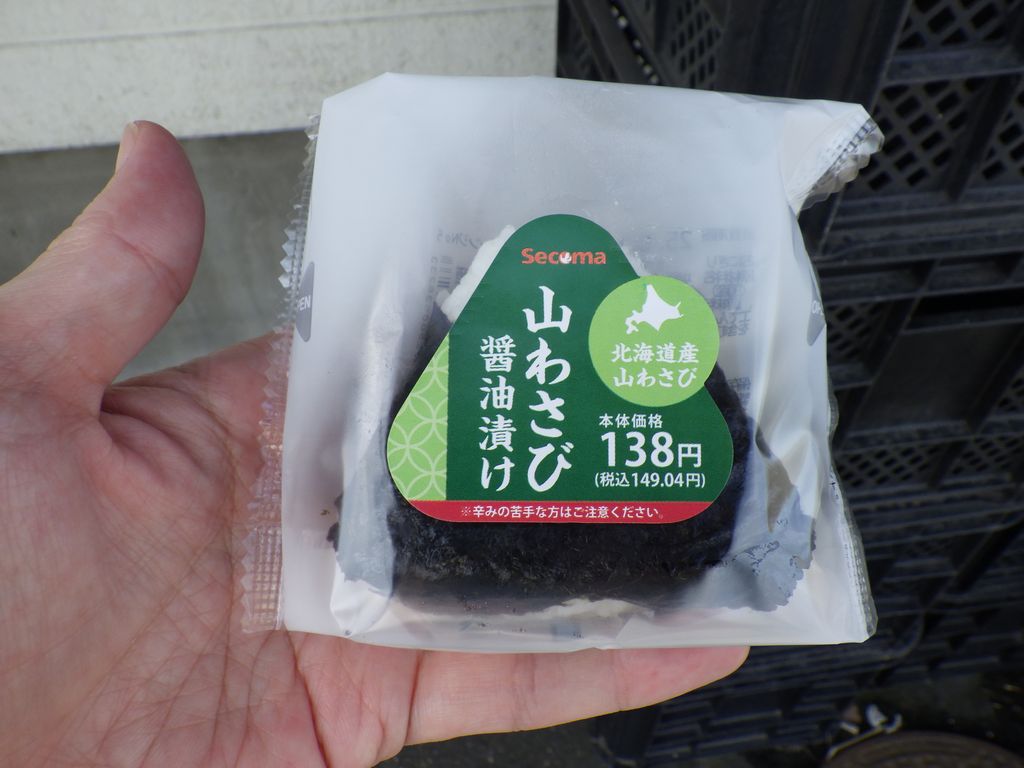 Secoma
山わさび
醤油漬け
北海道産
山わさび
本体価格
138円
(税込149.04円)
※辛みの苦手な方はご注意ください。